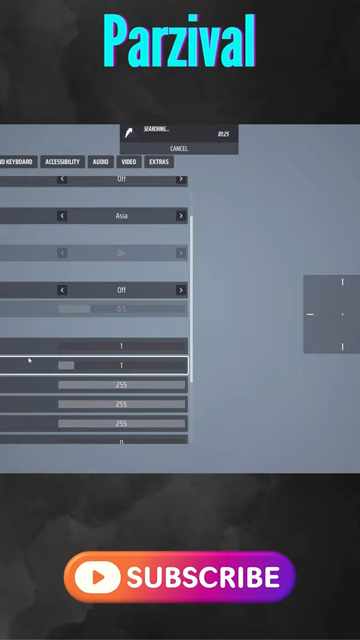 Parzival
SEARCHING...
01:25
CANCEL
ND KEYBOARD
ACCESSIBILITY
AUDIO
VIDEO
EXTRAS
Off
Asia
On
Off
0.5
1
1
255
255
255
SUBSCRIBE